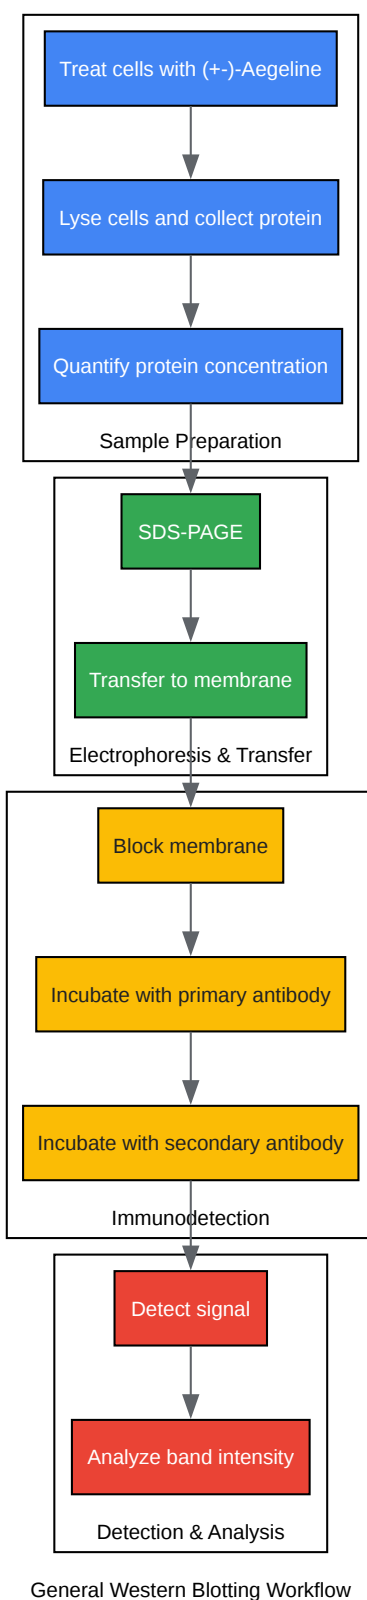 Treat cells with (+-)-Aegeline
Lyse cells and collect protein
Quantify protein concentration
Sample Preparation
SDS-PAGE
Transfer to membrane
Electrophoresis & Transfer
Block membrane
Incubate with primary antibody
Incubate with secondary antibody
Immunodetection
Detect signal
Analyze band intensity
Detection & Analysis
General Western Blotting Workflow